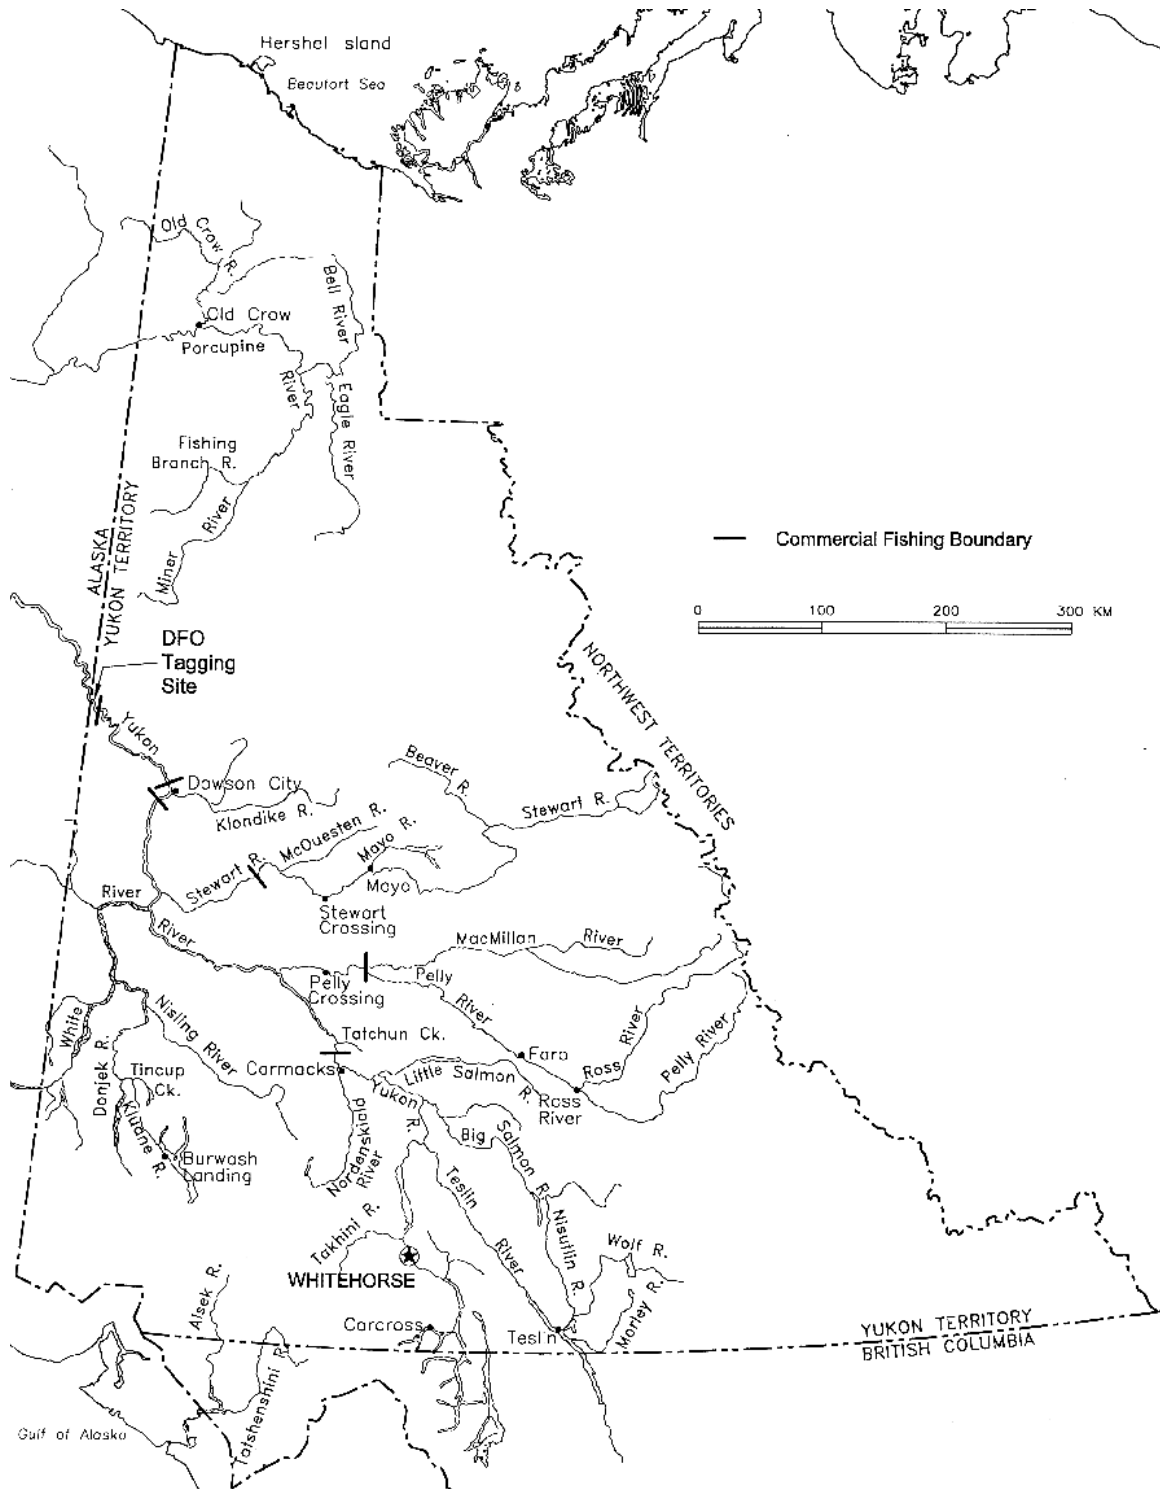 Hershel sland
Beaufort Sea
Old Crow R.
Bell River
Old Crow
Porcupine
River
Eagle River
Fishing
Branch R.
Miner River
ALASKA
YUKON TERRITORY
Commercial Fishing Boundary
0 100 200 300 KM
DFO
Tagging
Site
NORTHWEST TERRITORIES
Yukon
Dawson City
Klondike R.
Beaver R.
Stewart R.
McQuesten R.
Mayo R.
Stewart R.
Mayo
River
Stewart
Crossing
River
MacMillan River
Pelly
Crossing
Pelly
River
White
Nisling River
Donjek R.
Tincup
Ck.
Kluane R.
Burwash
Landing
Tatchun Ck.
Carmacks
Little Salmon R.
Faro
Ross River
Pelly River
Ross
River
Yukon R.
Nordenskiold
River
Big Salmon R.
Teslin River
Takhini R.
Nisutlin R.
Wolf R.
Morley R.
WHITEHORSE
Carcross
Teslin
Alsek R.
Tatshenshini R.
Gulf of Alaska
YUKON TERRITORY
BRITISH COLUMBIA